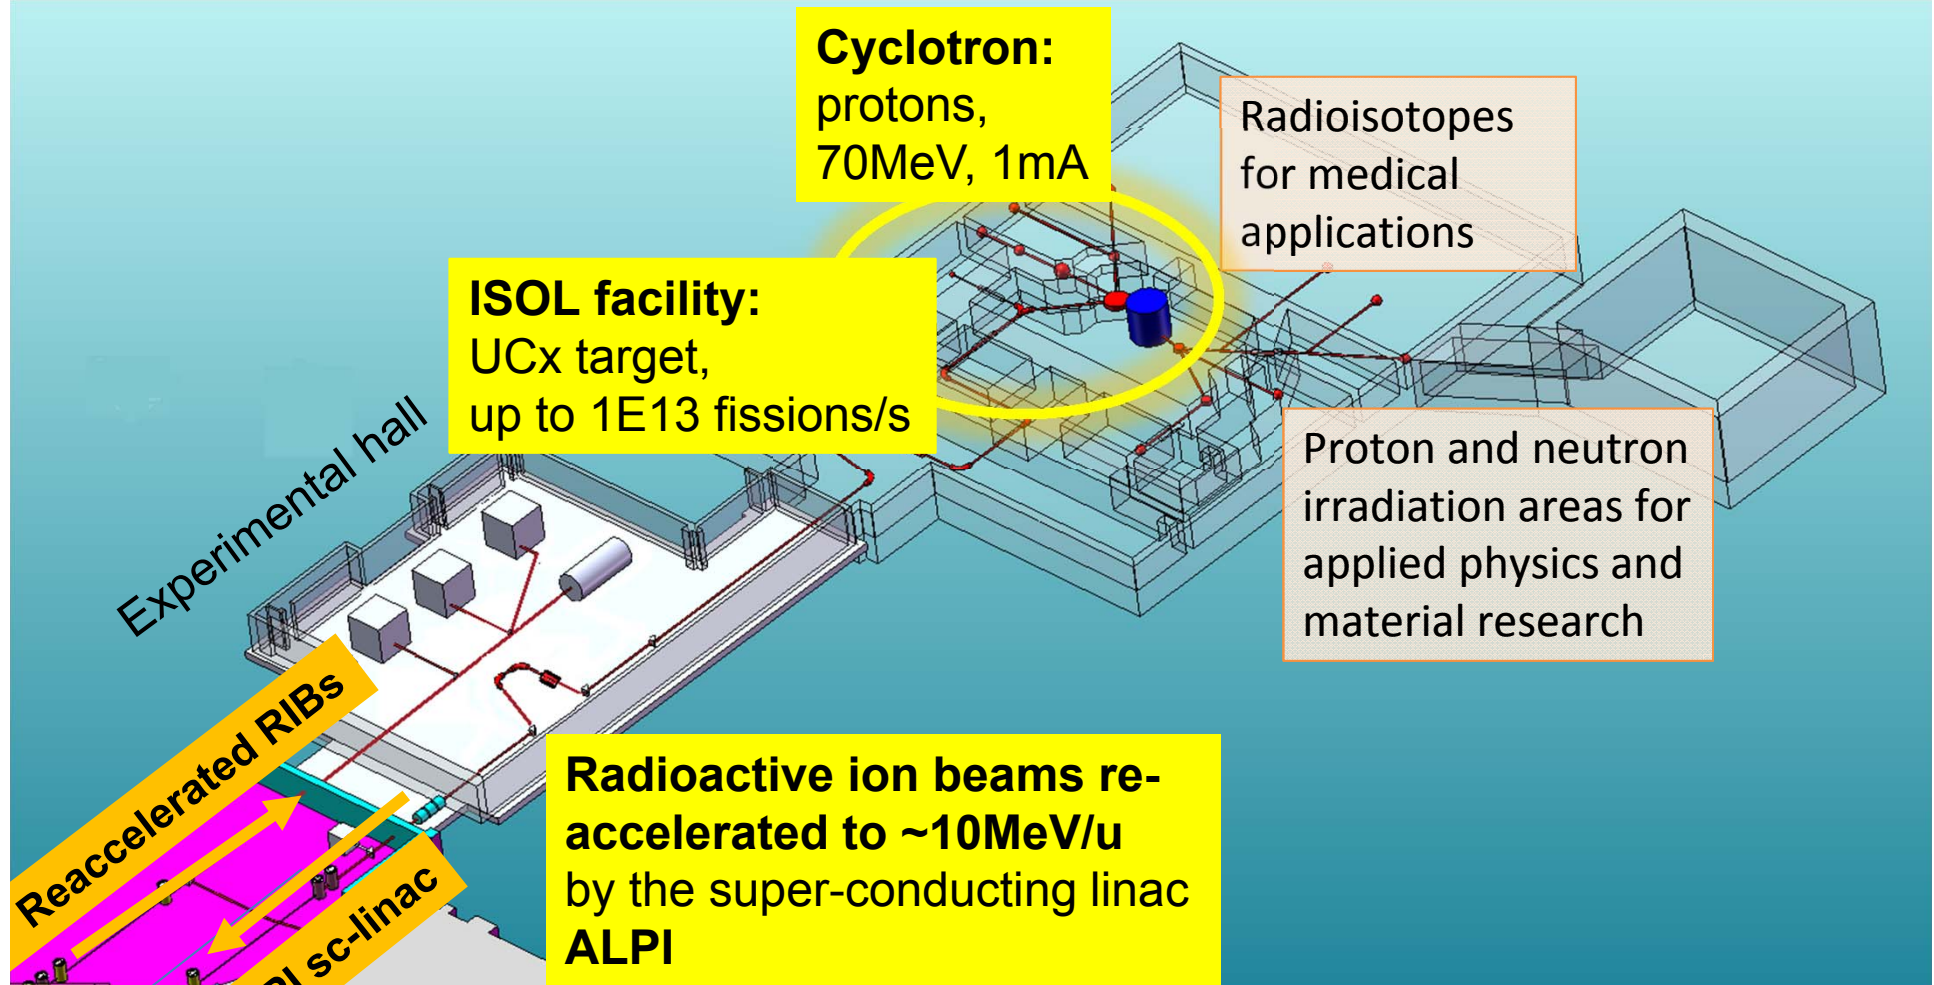 Cyclotron:
protons,
70MeV, 1mA
Radioisotopes
for medical
applications
ISOL facility:
UCx target,
up to 1E13 fissions/s
Experimental hall
Proton and neutron
irradiation areas for
applied physics and
material research
Reaccelerated RIBs
PI sc-linac
Radioactive ion beams re-
accelerated to ~10MeV/u
by the super-conducting linac
ALPI